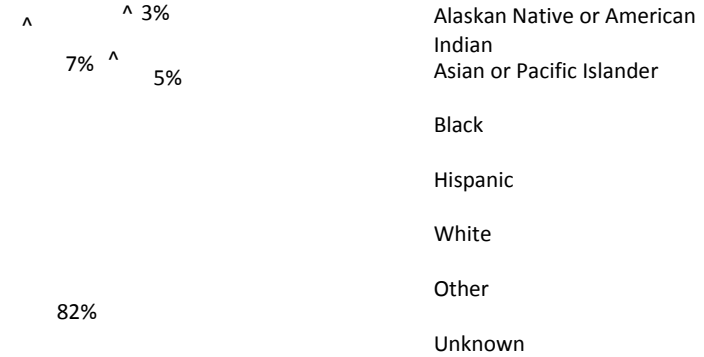 ^
^ 3%
7% ^
5%
82%
Alaskan Native or American
Indian
Asian or Pacific Islander
Black
Hispanic
White
Other
Unknown